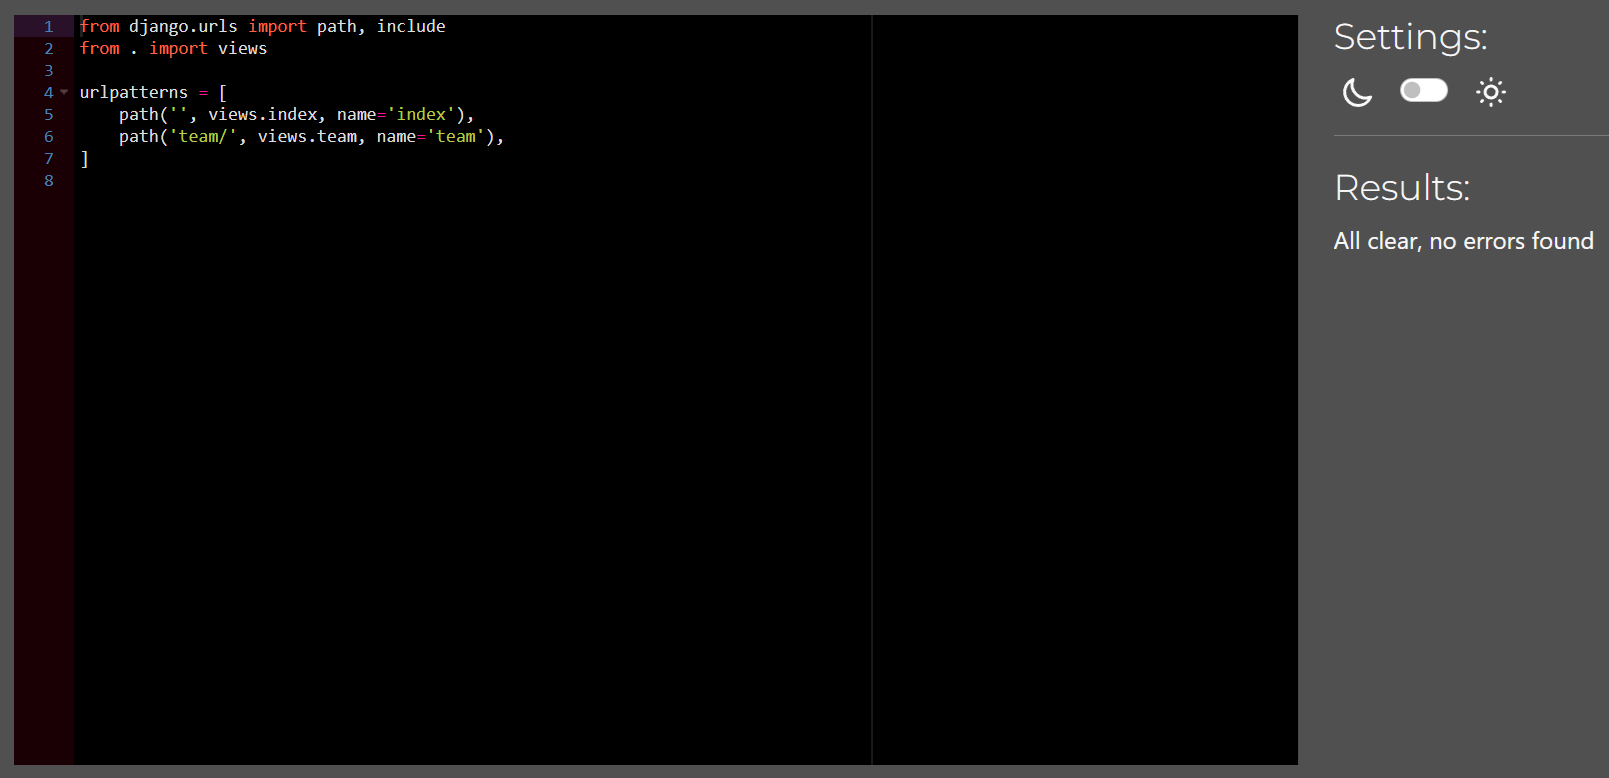 1 from django.urls import path, include
2 from . import views
3
4 urlpatterns = [
5     path('', views.index, name='index'),
6     path('team/', views.team, name='team'),
7 ]
8
Settings:
Results:
All clear, no errors found